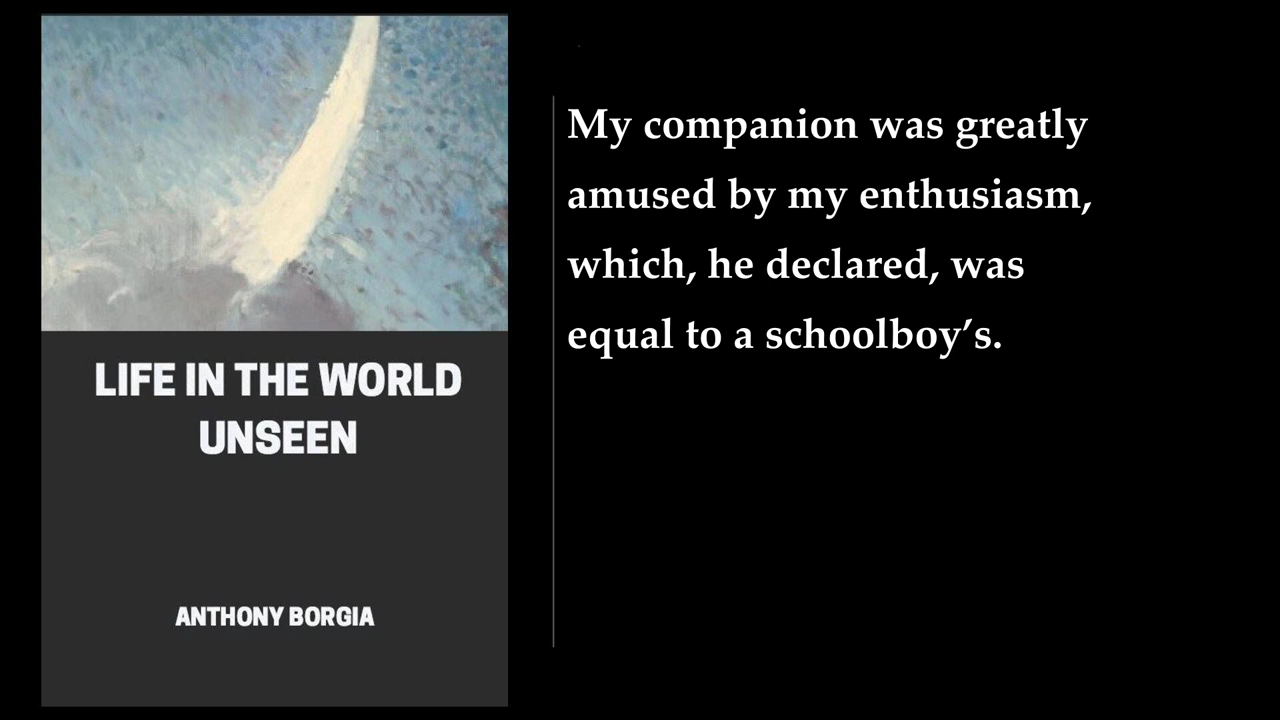 LIFE IN THE WORLD
UNSEEN
ANTHONY BORGIA
My companion was greatly
amused by my enthusiasm,
which, he declared, was
equal to a schoolboy’s.